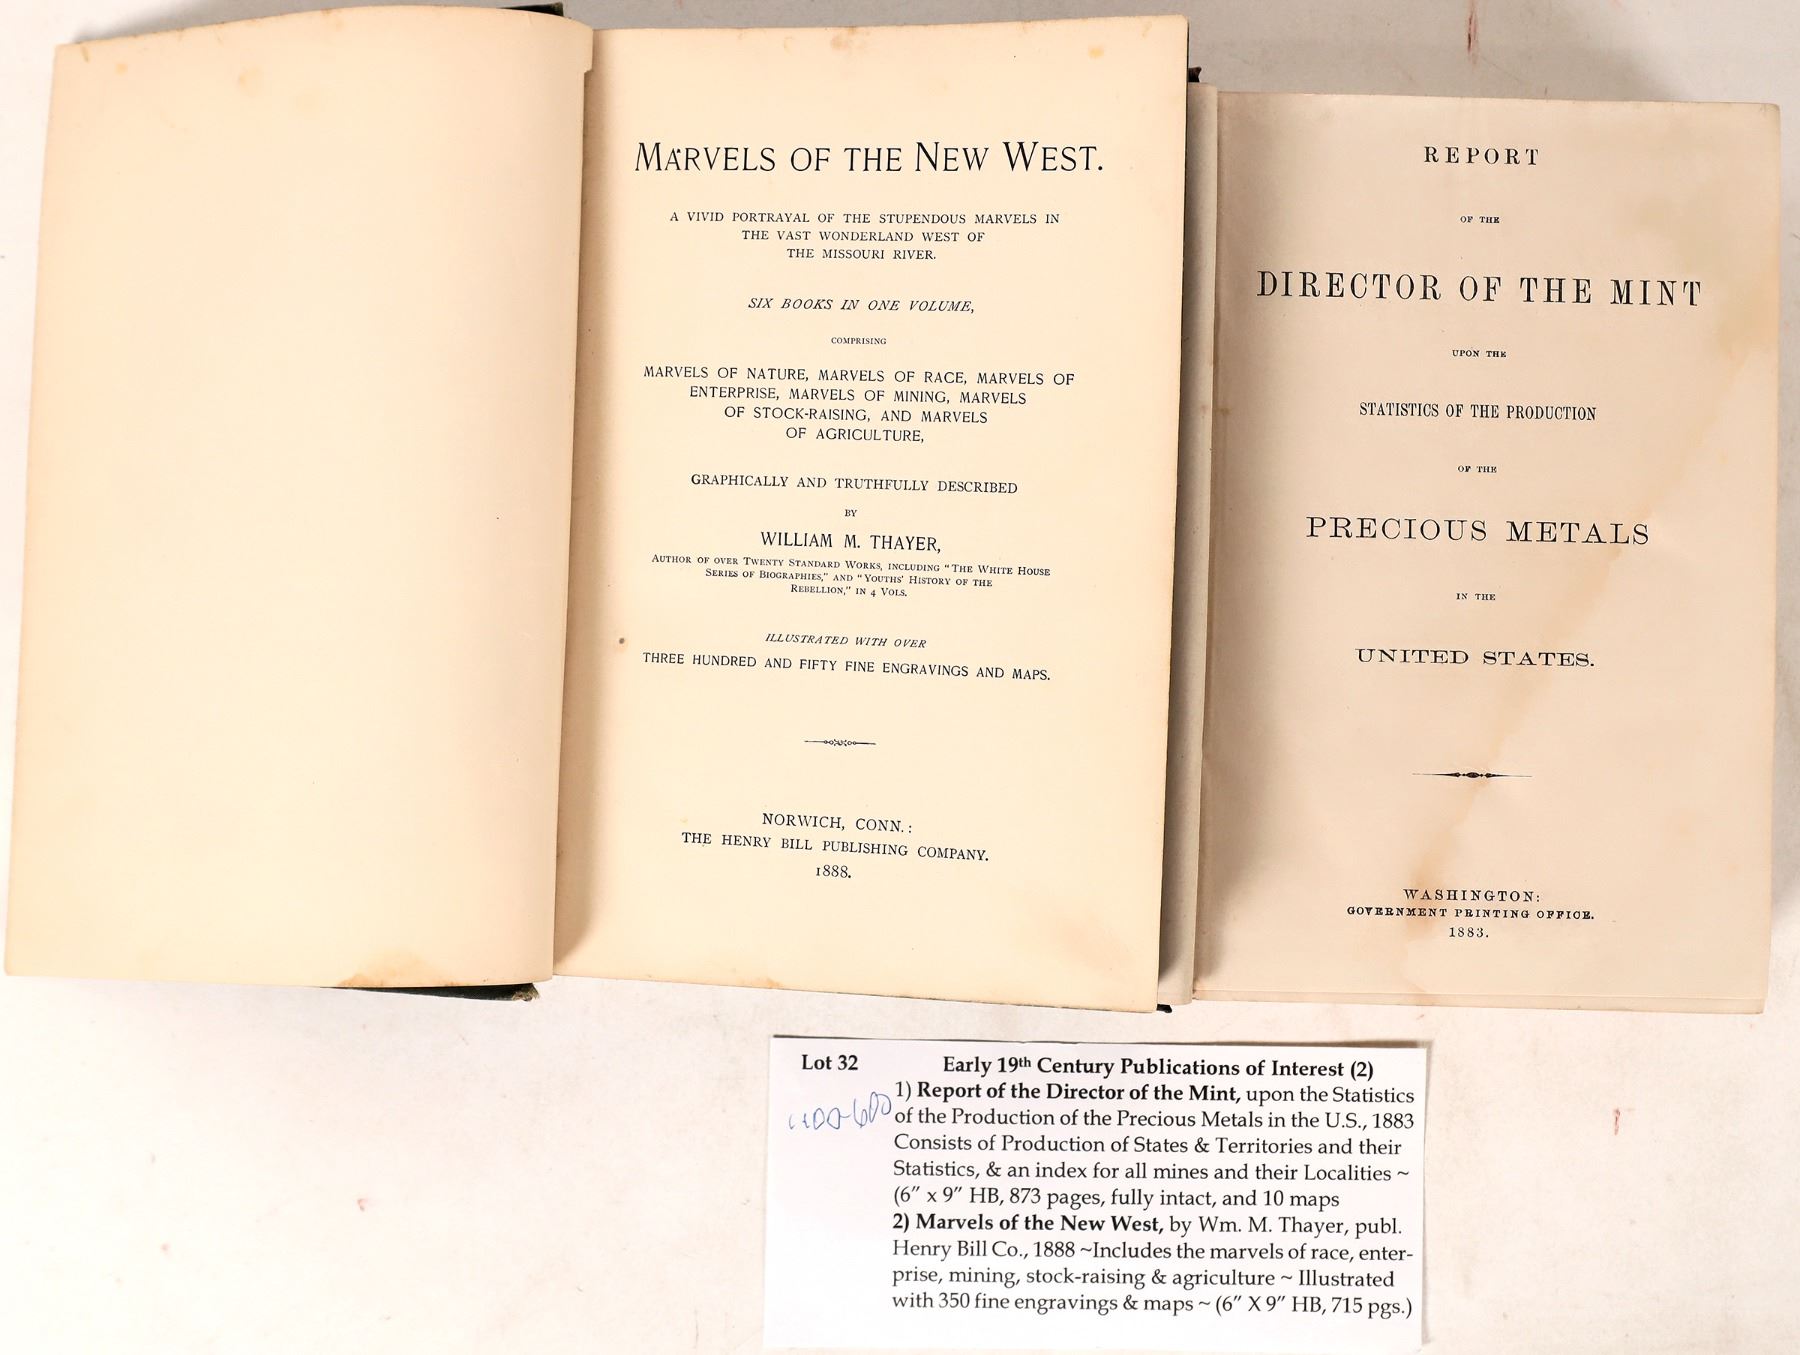 MARVELS OF THE NEW WEST.
A VIVID PORTRAYAL OF THE STUPENDOUS MARVELS IN
THE VAST WONDERLAND WEST OF
THE MISSOURI RIVER.
SIX BOOKS IN ONE VOLUME,
COMPRISING
MARVELS OF NATURE, MARVELS OF RACE, MARVELS OF
ENTERPRISE, MARVELS OF MINING, MARVELS
OF STOCK-RAISING, AND MARVELS
OF AGRICULTURE,
GRAPHICALLY AND TRUTHFULLY DESCRIBED
BY
WILLIAM M. THAYER,
AUTHOR OF OVER TWENTY STANDARD WORKS, INCLUDING "THE WHITE HOUSE
SERIES OF BIOGRAPHIES," AND "YOUTHS' HISTORY OF THE
REBELLION," IN 4 VOLS.
ILLUSTRATED WITH OVER
THREE HUNDRED AND FIFTY FINE ENGRAVINGS AND MAPS.
NORWICH, CONN.:
THE HENRY BILL PUBLISHING COMPANY.
1888.
REPORT
OF THE
DIRECTOR OF THE MINT
UPON THE
STATISTICS OF THE PRODUCTION
OF THE
PRECIOUS METALS
IN THE
UNITED STATES.
WASHINGTON:
GOVERNMENT PRINTING OFFICE.
1883.
Lot 32 Early 19th Century Publications of Interest (2)
400-600
1) Report of the Director of the Mint, upon the Statistics
of the Production of the Precious Metals in the U.S., 1883
Consists of Production of States & Territories and their
Statistics, & an index for all mines and their Localities ~
(6" x 9" HB, 873 pages, fully intact, and 10 maps
2) Marvels of the New West, by Wm. M. Thayer, publ.
Henry Bill Co., 1888 ~Includes the marvels of race, enter-
prise, mining, stock-raising & agriculture ~ Illustrated
with 350 fine engravings & maps ~ (6" X 9" HB, 715 pgs.)